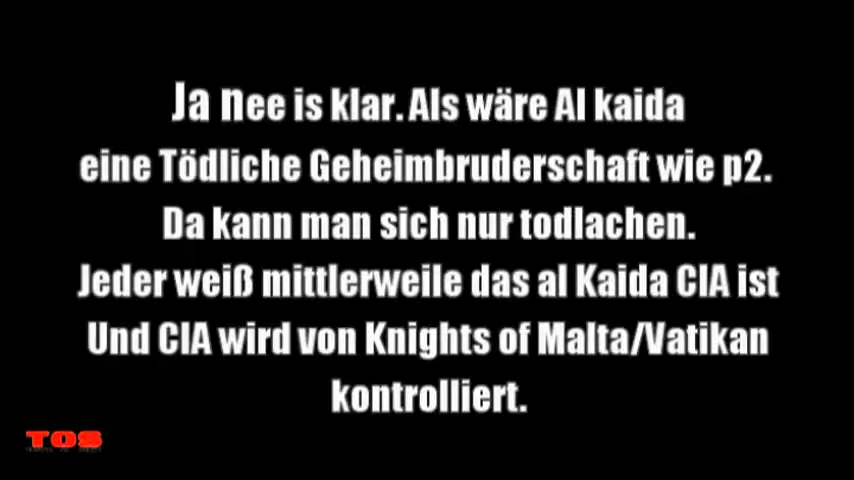 Ja nee is klar. Als wäre Al kaida
eine Tödliche Geheimbruderschaft wie p2.
Da kann man sich nur todlachen.
Jeder weiß mittlerweile das al Kaida CIA ist
Und CIA wird von Knights of Malta/Vatikan
kontrolliert.
TOS